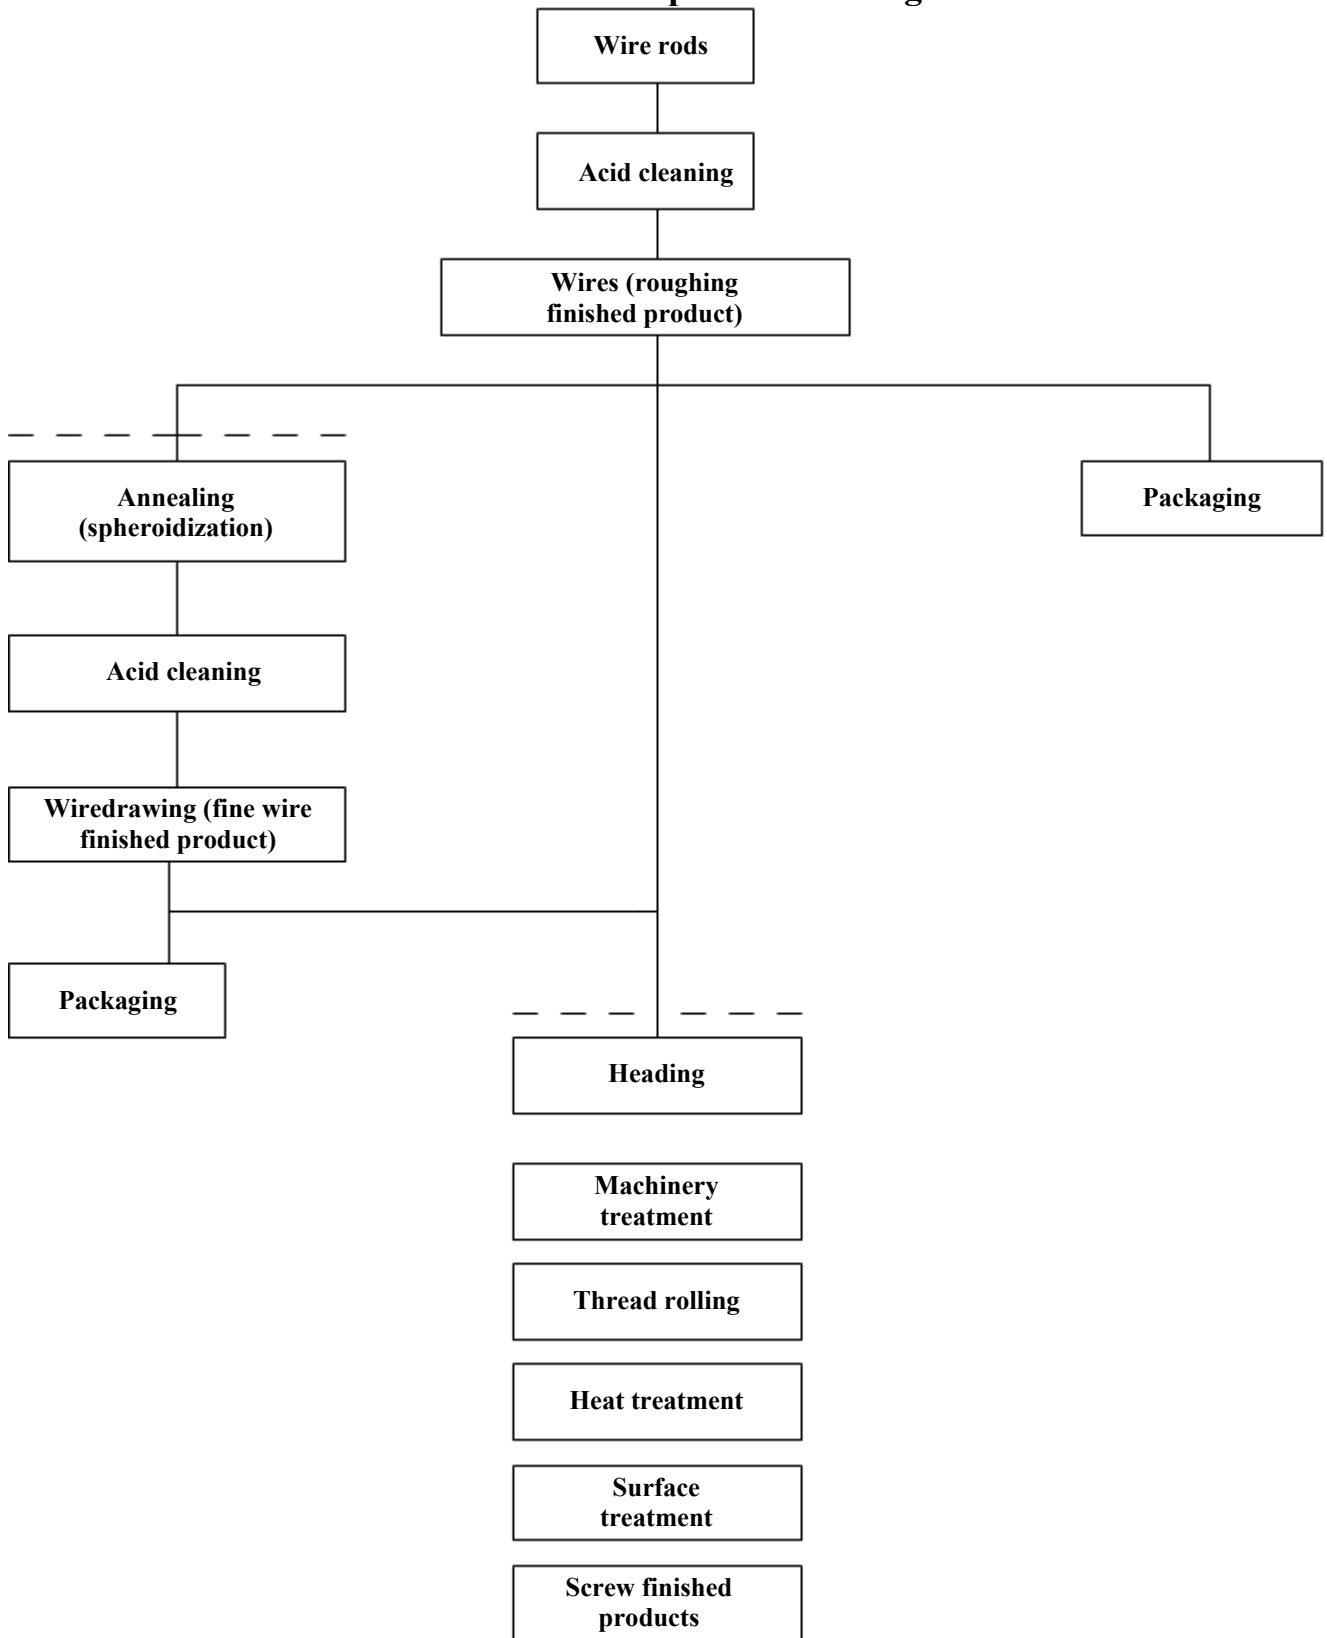 Wire rods
Acid cleaning
Wires (roughing
finished product)
Annealing
(spheroidization)
Packaging
Acid cleaning
Wiredrawing (fine wire
finished product)
Packaging
Heading
Machinery
treatment
Thread rolling
Heat treatment
Surface
treatment
Screw finished
products